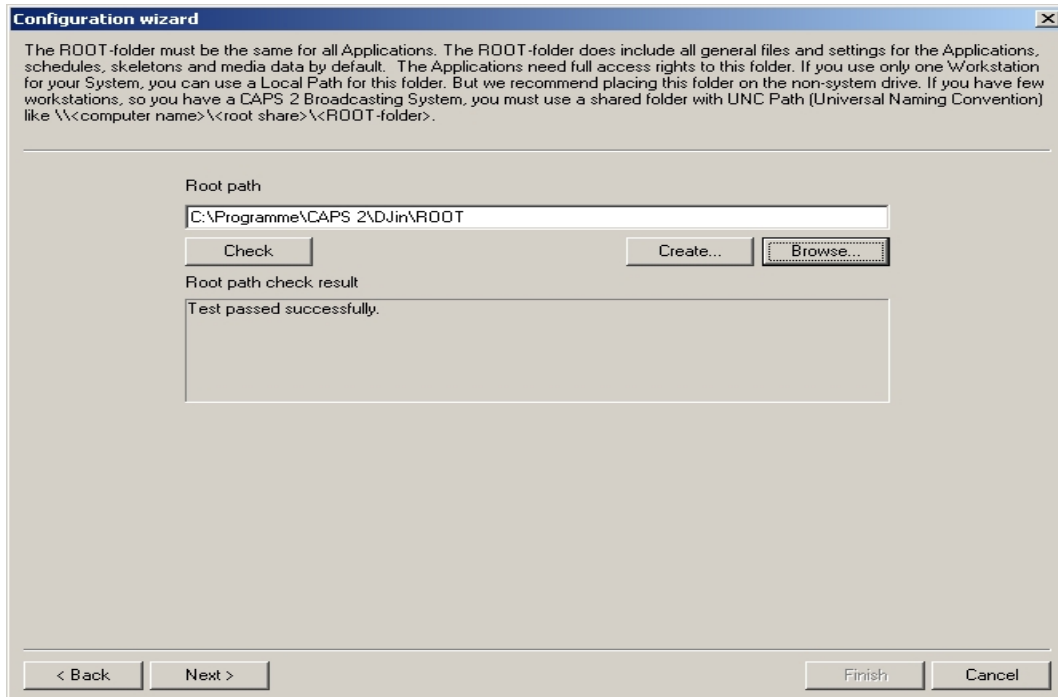 Configuration wizard
The ROOT-folder must be the same for all Applications. The ROOT-folder does include all general files and settings for the Applications,
schedules, skeletons and media data by default.  The Applications need full access rights to this folder. If you use only one Workstation
for your System, you can use a Local Path for this folder. But we recommend placing this folder on the non-system drive. If you have few
workstations, so you have a CAPS 2 Broadcasting System, you must use a shared folder with UNC Path (Universal Naming Convention)
like \\<computer name>\<root share>\<ROOT-folder>.
Root path
C:\Programme\CAPS 2\DJin\ROOT
Check Create... Browse...
Root path check result
Test passed successfully.
< Back Next > Finish Cancel